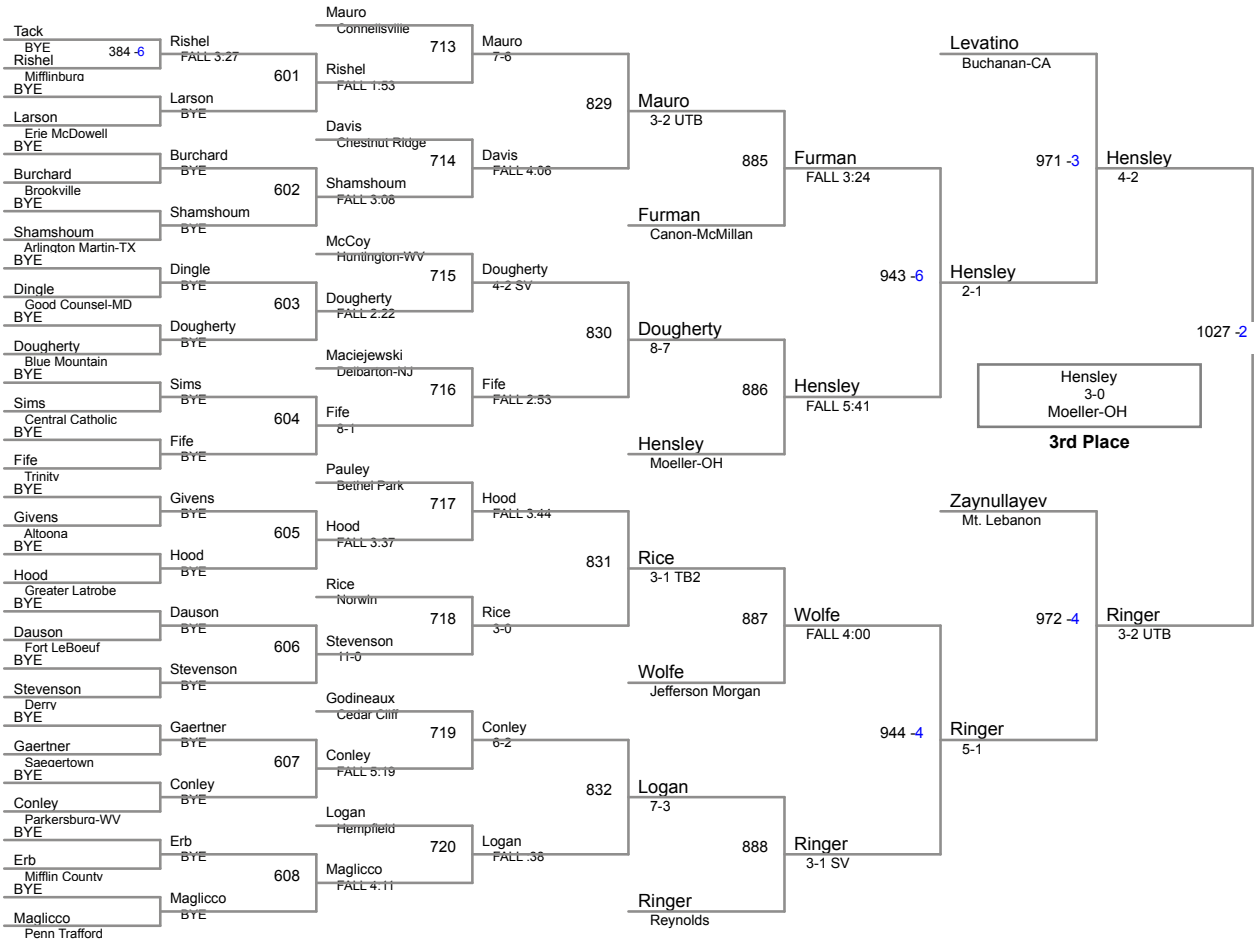 Tack
BYE
384 -6
Rishel
Mifflinburg
BYE
Larson
Erie McDowell
BYE
Burchard
Brookville
BYE
Shamshoum
Arlington Martin-TX
BYE
Dingle
Good Counsel-MD
BYE
Dougherty
Blue Mountain
BYE
Sims
Central Catholic
BYE
Fife
Trinity
BYE
Givens
Altoona
BYE
Hood
Greater Latrobe
BYE
Dauson
Fort LeBoeuf
BYE
Stevenson
Derry
BYE
Gaertner
Saegertown
BYE
Conley
Parkersburg-WV
BYE
Erb
Mifflin County
BYE
Maglicco
Penn Trafford
Rishel
FALL 3:27
601
Larson
BYE
Burchard
BYE
602
Shamshoum
BYE
Dingle
BYE
603
Dougherty
BYE
Sims
BYE
604
Fife
BYE
Givens
BYE
605
Hood
BYE
Dauson
BYE
606
Stevenson
BYE
Gaertner
BYE
607
Conley
BYE
Erb
BYE
608
Maglicco
BYE
Mauro
Connellsville
713
Rishel
FALL 1:53
Davis
Chestnut Ridge
714
Shamshoum
FALL 3:08
McCoy
Huntington-WV
715
Dougherty
FALL 2:22
Maciejewski
Delbarton-NJ
716
Fife
8-1
Pauley
Bethel Park
717
Hood
FALL 3:37
Rice
Norwin
718
Stevenson
11-0
Godineaux
Cedar Cliff
719
Conley
FALL 5:19
Logan
Hempfield
720
Maglicco
FALL 4:11
Mauro
7-6
829
Davis
FALL 4:06
Dougherty
4-2 SV
830
Fife
FALL 2:53
Hood
FALL 3:44
831
Rice
3-0
Conley
6-2
832
Logan
FALL :38
Mauro
3-2 UTB
885
Furman
Canon-McMillan
Dougherty
8-7
886
Hensley
Moeller-OH
Rice
3-1 TB2
887
Wolfe
Jefferson Morgan
Logan
7-3
888
Ringer
Reynolds
Furman
FALL 3:24
943 -6
Hensley
FALL 5:41
Wolfe
FALL 4:00
944 -4
Ringer
3-1 SV
Levatino
Buchanan-CA
971 -3
Hensley
2-1
Zaynullayev
Mt. Lebanon
972 -4
Ringer
5-1
Hensley
4-2
1027 -2
Ringer
3-2 UTB
Hensley
3-0
Moeller-OH
3rd Place